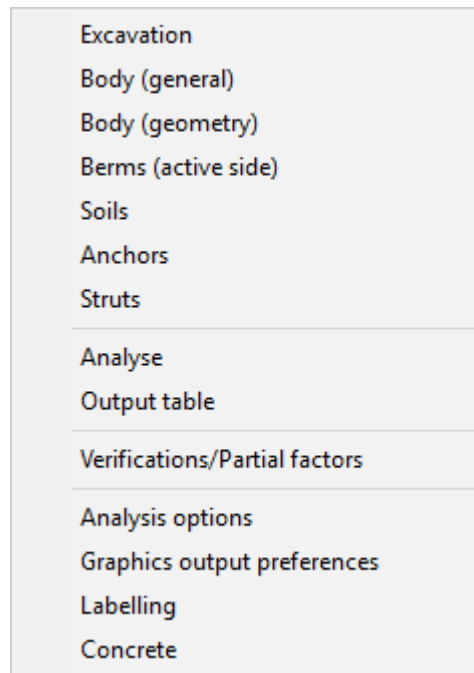 Excavation
Body (general)
Body (geometry)
Berms (active side)
Soils
Anchors
Struts
Analyse
Output table
Verifications/Partial factors
Analysis options
Graphics output preferences
Labelling
Concrete